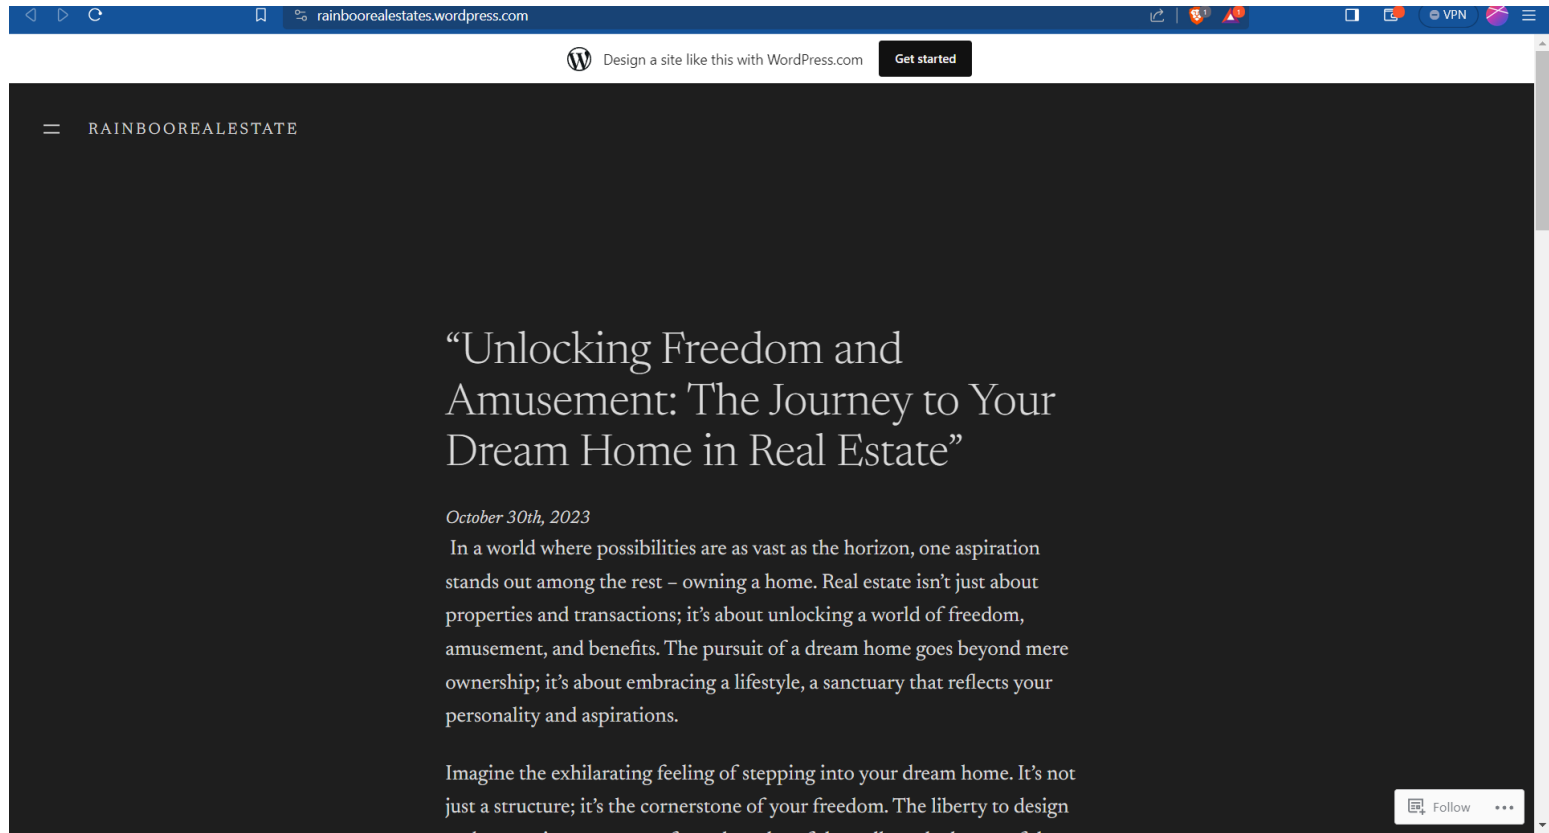 rainboorealestates.wordpress.com
1
1
VPN
Design a site like this with WordPress.com
Get started
RAINBOOREALESTATE
“Unlocking Freedom and
Amusement: The Journey to Your
Dream Home in Real Estate”
October 30th, 2023
In a world where possibilities are as vast as the horizon, one aspiration
stands out among the rest – owning a home. Real estate isn’t just about
properties and transactions; it’s about unlocking a world of freedom,
amusement, and benefits. The pursuit of a dream home goes beyond mere
ownership; it’s about embracing a lifestyle, a sanctuary that reflects your
personality and aspirations.
Imagine the exhilarating feeling of stepping into your dream home. It’s not
just a structure; it’s the cornerstone of your freedom. The liberty to design
Follow